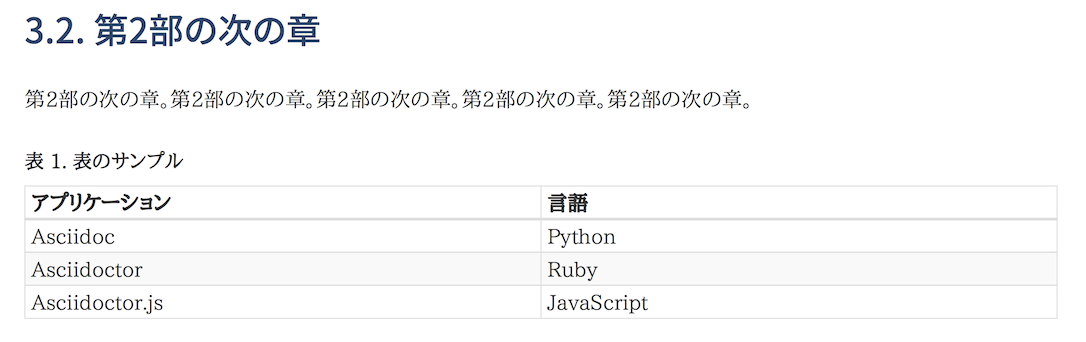 3.2. 第2部の次の章
第2部の次の章。第2部の次の章。第2部の次の章。第2部の次の章。第2部の次の章。
表 1. 表のサンプル
アプリケーション 言語
Asciidoc Python
Asciidoctor Ruby
Asciidoctor.js JavaScript